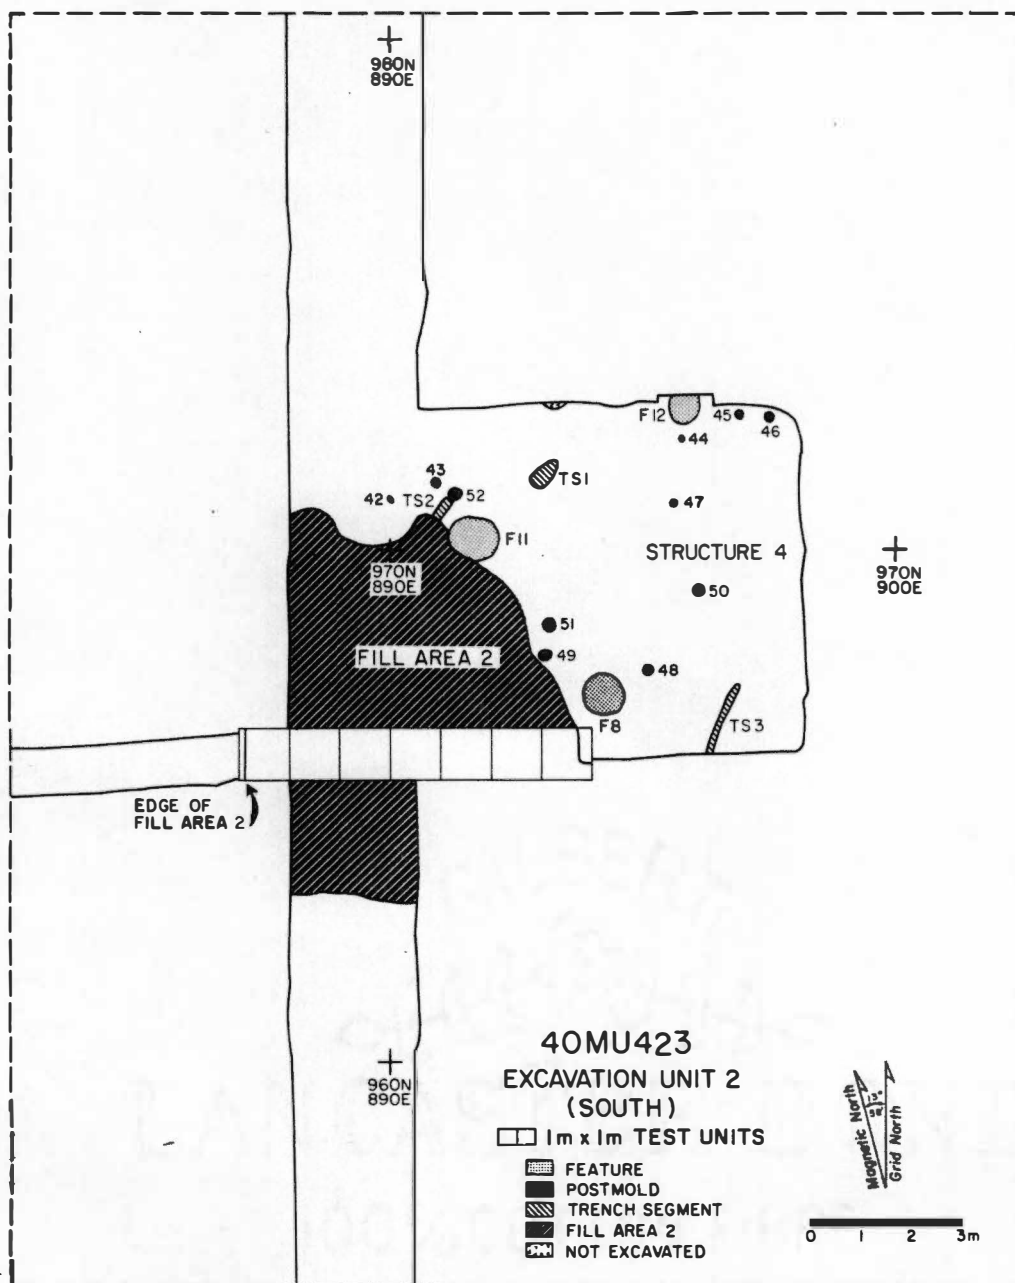 980N
890E
F12
45
46
44
43
TS1
42
TS2
52
47
F11
STRUCTURE 4
970N
890E
970N
900E
50
51
FILL AREA 2
49
48
F8
TS3
EDGE OF
FILL AREA 2
960N
890E
40MU423
EXCAVATION UNIT 2
(SOUTH)
1m x 1m TEST UNITS
FEATURE
POSTMOLD
TRENCH SEGMENT
FILL AREA 2
NOT EXCAVATED
Magnetic North
Grid North
0 1 2 3m